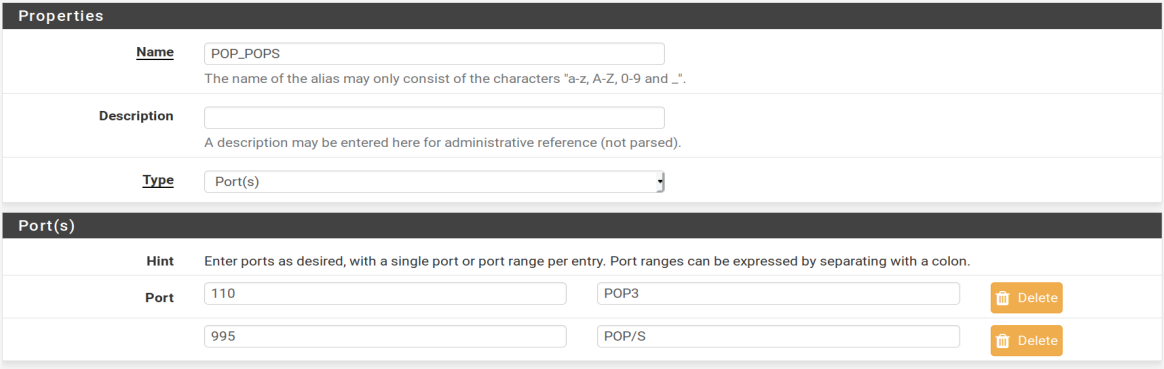 Properties
Name POP_POPS
The name of the alias may only consist of the characters "a-z, A-Z, 0-9 and _".
Description
A description may be entered here for administrative reference (not parsed).
Type Port(s)
Port(s)
Hint Enter ports as desired, with a single port or port range per entry. Port ranges can be expressed by separating with a colon.
Port 110 POP3 Delete
995 POP/S Delete